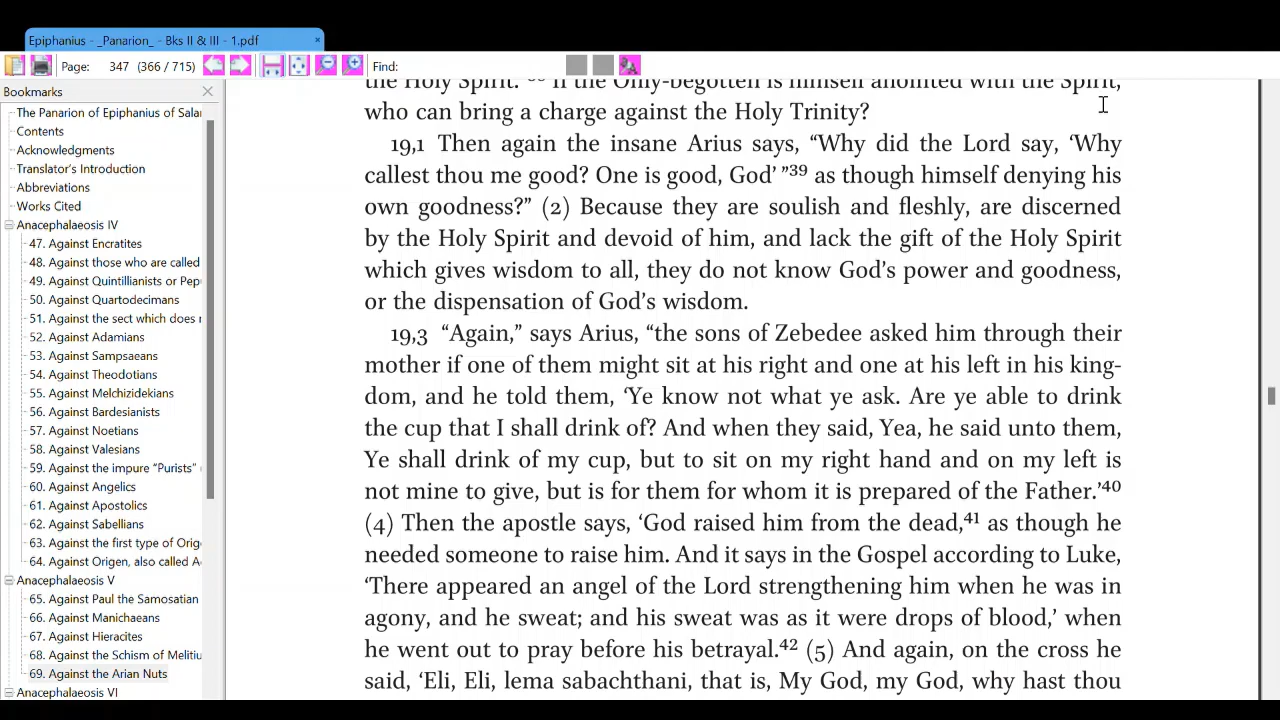 Epiphanius - _Panarion_ - Bks II & III - 1.pdf ×
Page: 347 (366 / 715) Find:
Bookmarks
The Panarion of Epiphanius of Salar
Contents
Acknowledgments
Translator's Introduction
Abbreviations
Works Cited
Anacephalaeosis IV
47. Against Encratites
48. Against those who are called
49. Against Quintillianists or Pep
50. Against Quartodecimans
51. Against the sect which does r
52. Against Adamians
53. Against Sampsaeans
54. Against Theodotians
55. Against Melchizidekians
56. Against Bardesianists
57. Against Noetians
58. Against Valesians
59. Against the impure “Purists” (
60. Against Angelics
61. Against Apostolics
62. Against Sabellians
63. Against the first type of Orig
64. Against Origen, also called A
Anacephalaeosis V
65. Against Paul the Samosatian
66. Against Manichaeans
67. Against Hieracites
68. Against the Schism of Melitiu
69. Against the Arian Nuts
Anacephalaeosis VI
the Holy Spirit.” If the Only-begotten is himself anointed with the Spirit,
who can bring a charge against the Holy Trinity?
19,1 Then again the insane Arius says, “Why did the Lord say, ‘Why
callest thou me good? One is good, God’ ”39 as though himself denying his
own goodness?” (2) Because they are soulish and fleshly, are discerned
by the Holy Spirit and devoid of him, and lack the gift of the Holy Spirit
which gives wisdom to all, they do not know God’s power and goodness,
or the dispensation of God’s wisdom.
19,3 “Again,” says Arius, “the sons of Zebedee asked him through their
mother if one of them might sit at his right and one at his left in his king-
dom, and he told them, ‘Ye know not what ye ask. Are ye able to drink
the cup that I shall drink of? And when they said, Yea, he said unto them,
Ye shall drink of my cup, but to sit on my right hand and on my left is
not mine to give, but is for them for whom it is prepared of the Father.’40
(4) Then the apostle says, ‘God raised him from the dead,41 as though he
needed someone to raise him. And it says in the Gospel according to Luke,
‘There appeared an angel of the Lord strengthening him when he was in
agony, and he sweat; and his sweat was as it were drops of blood,’ when
he went out to pray before his betrayal.42 (5) And again, on the cross he
said, ‘Eli, Eli, lema sabachthani, that is, My God, my God, why hast thou